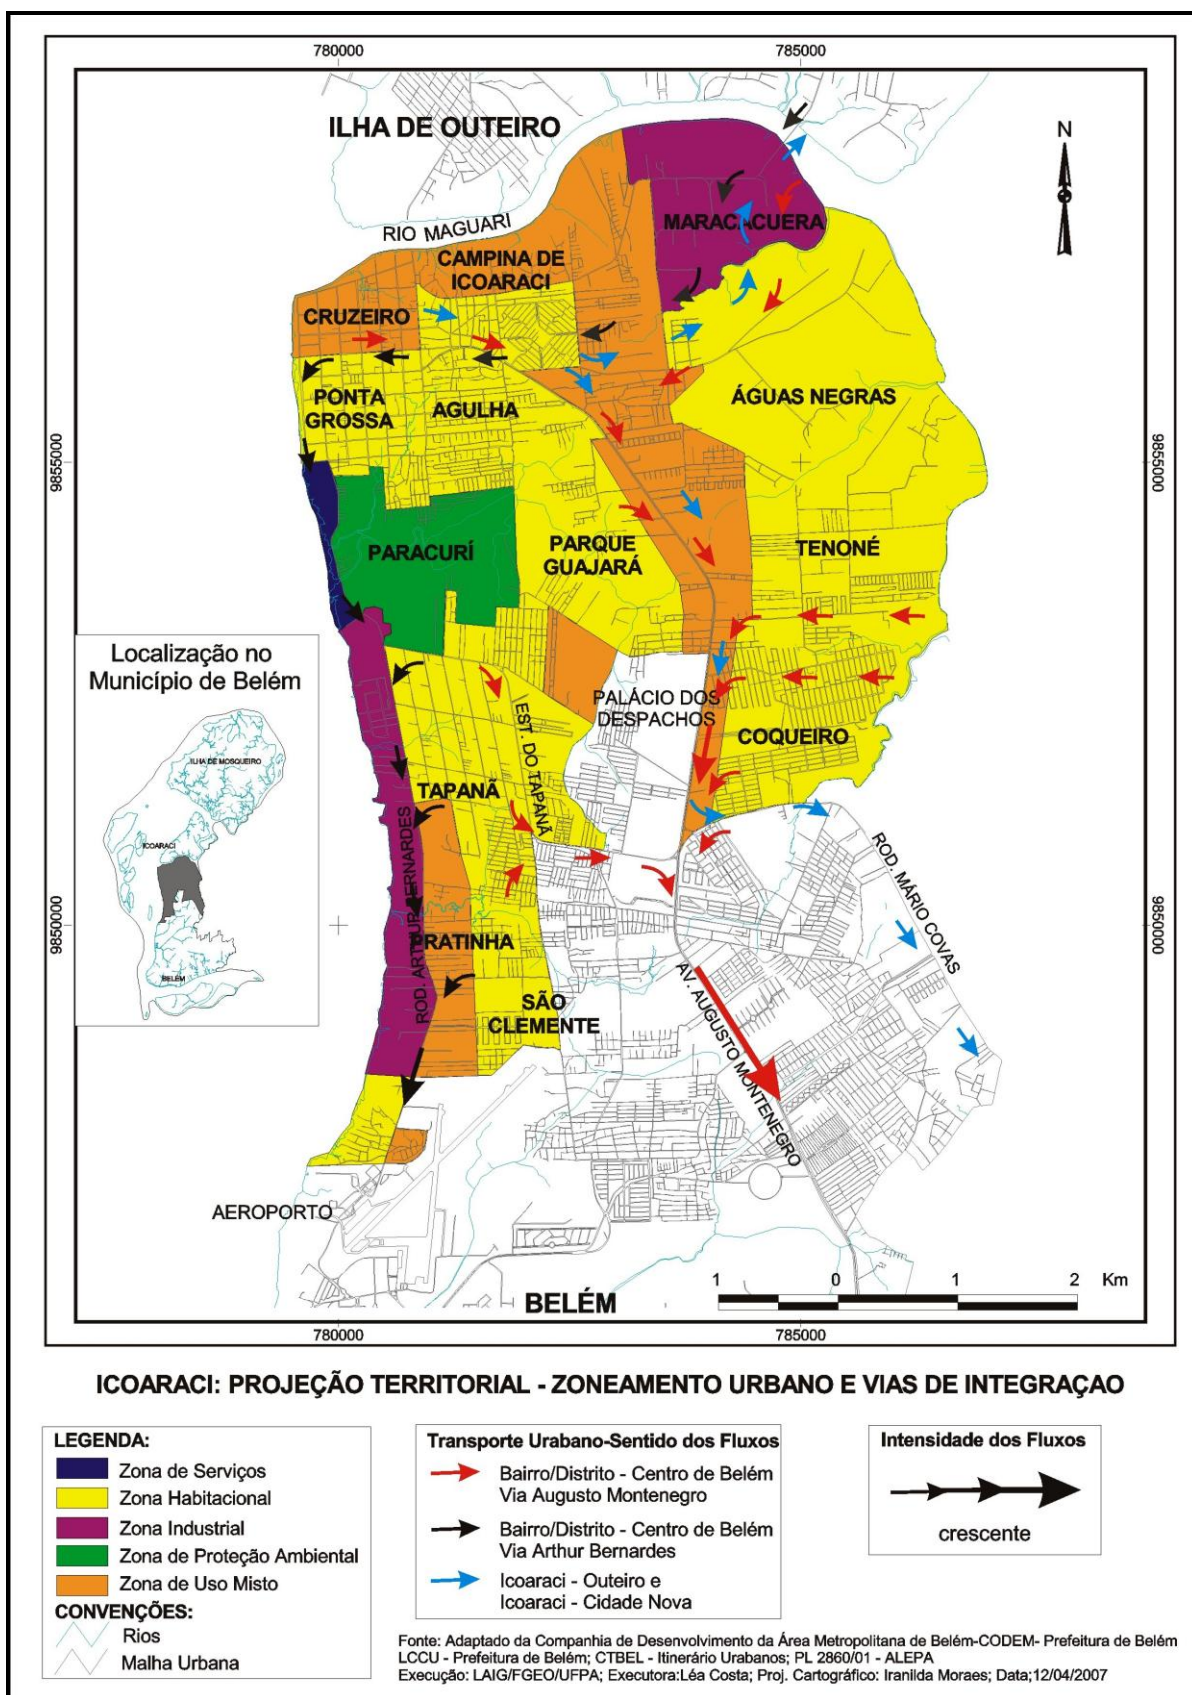 780000
785000
ILHA DE OUTEIRO
N
RIO MAGUARI
MARACACUERA
CAMPINA DE
ICOARACI
CRUZEIRO
PONTA
GROSSA
AGULHA
ÁGUAS NEGRAS
9855000
9855000
PARACURÍ
PARQUE
GUAJARÁ
TENONÉ
Localização no
Município de Belém
ILHA DE MOSQUEIRO
ICOARACI
BELÉM
PALÁCIO DOS
DESPACHOS
EST. DO TAPANÃ
COQUEIRO
TAPANÃ
ROD. ARTHUR BERNARDES
ROD. MÁRIO COVAS
9850000
9850000
PRATINHA
SÃO
CLEMENTE
AV. AUGUSTO MONTENEGRO
AEROPORTO
BELÉM
1 0 1 2 Km
780000
785000
ICOARACI: PROJEÇÃO TERRITORIAL - ZONEAMENTO URBANO E VIAS DE INTEGRAÇAO
LEGENDA:
Zona de Serviços
Zona Habitacional
Zona Industrial
Zona de Proteção Ambiental
Zona de Uso Misto
CONVENÇÕES:
Rios
Malha Urbana
Transporte Urabano-Sentido dos Fluxos
Bairro/Distrito - Centro de Belém
Via Augusto Montenegro
Bairro/Distrito - Centro de Belém
Via Arthur Bernardes
Icoaraci - Outeiro e
Icoaraci - Cidade Nova
Intensidade dos Fluxos
crescente
Fonte: Adaptado da Companhia de Desenvolvimento da Área Metropolitana de Belém-CODEM- Prefeitura de Belém
LCCU - Prefeitura de Belém; CTBEL - Itinerário Urabanos; PL 2860/01 - ALEPA
Execução: LAIG/FGEO/UFPA; Executora:Léa Costa; Proj. Cartográfico: Iranilda Moraes; Data;12/04/2007